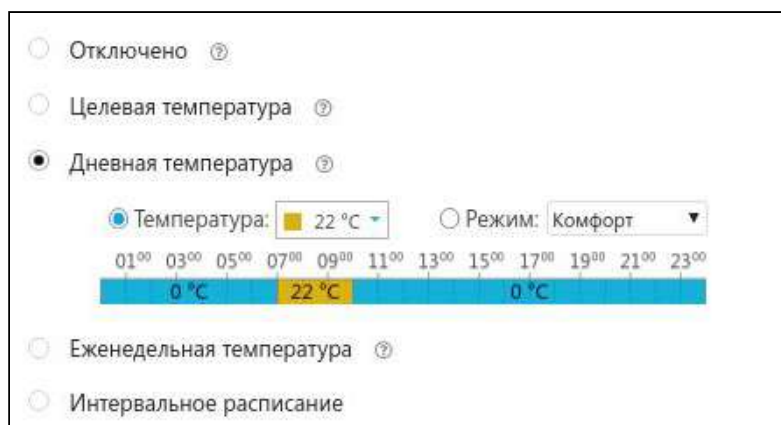 Отключено ?
Целевая температура ?
Дневная температура ?
Температура: 22 °C Режим: Комфорт
01⁰⁰ 03⁰⁰ 05⁰⁰ 07⁰⁰ 09⁰⁰ 11⁰⁰ 13⁰⁰ 15⁰⁰ 17⁰⁰ 19⁰⁰ 21⁰⁰ 23⁰⁰
0 °C 22 °C 0 °C
Еженедельная температура ?
Интервальное расписание